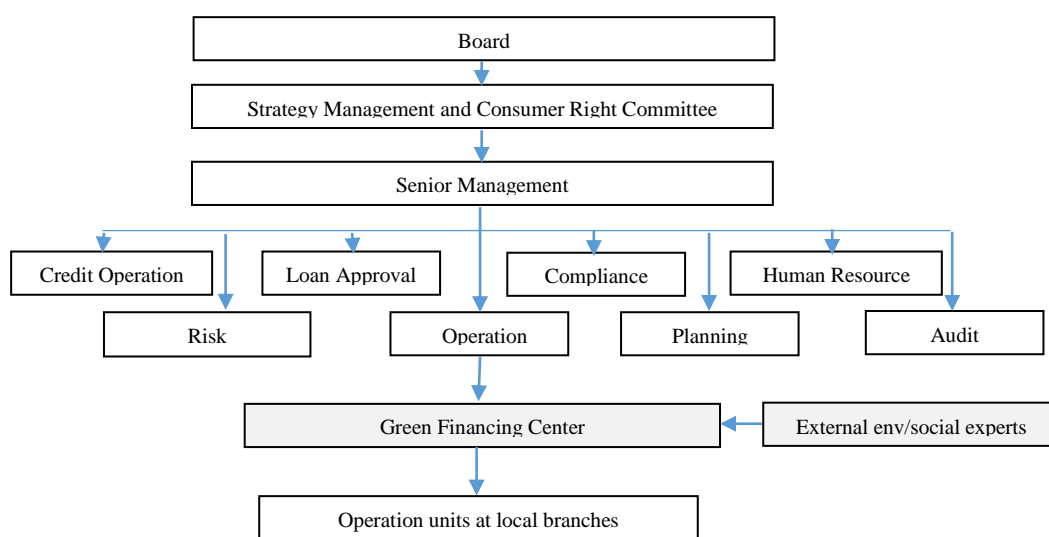 Board
Strategy Management and Consumer Right Committee
Senior Management
Credit Operation
Loan Approval
Compliance
Human Resource
Risk
Operation
Planning
Audit
Green Financing Center
External env/social experts
Operation units at local branches